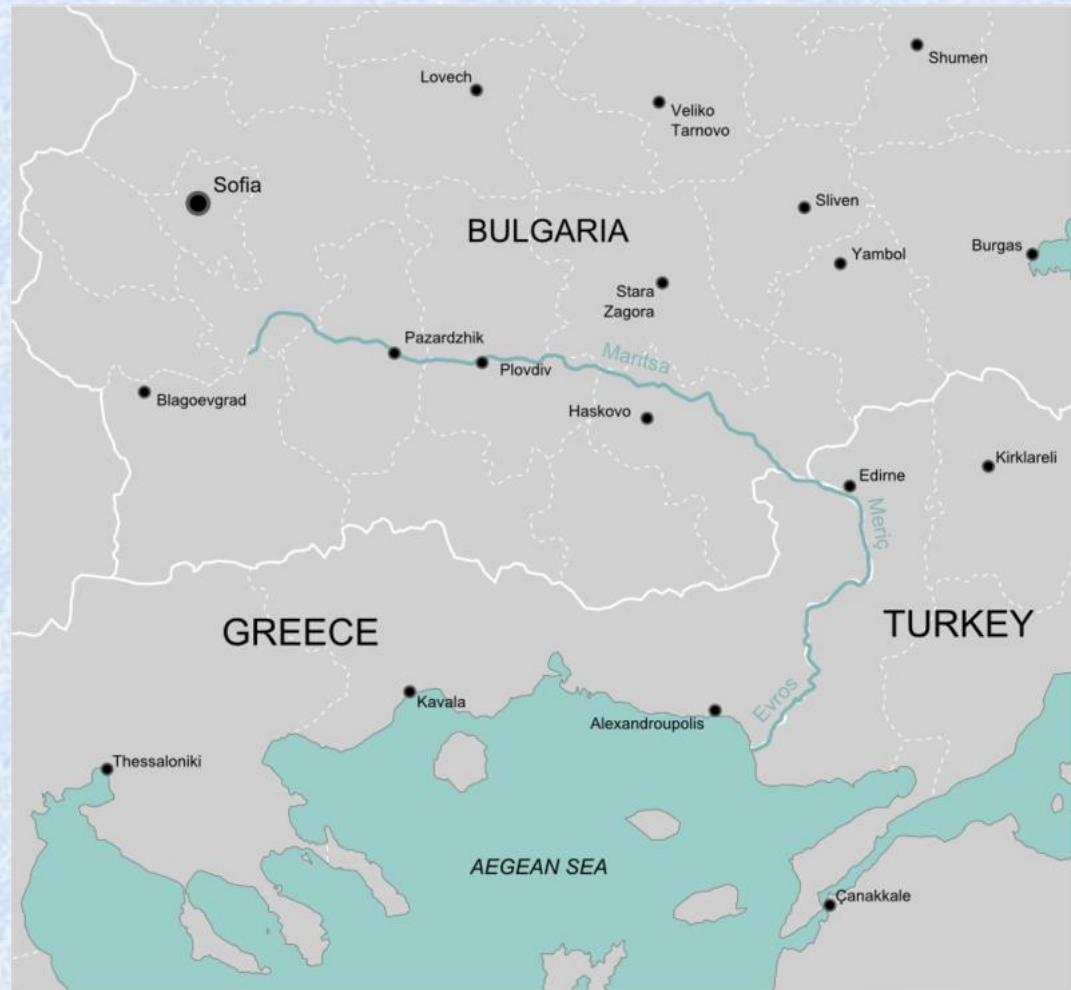 Shumen
Lovech
Veliko
Tarnovo
Sofia
Sliven
BULGARIA
Burgas
Yambol
Stara
Zagora
Pazardzhik
Maritsa
Plovdiv
Blagoevgrad
Haskovo
Kirklareli
Edirne
Meriç
GREECE
TURKEY
Evros
Kavala
Alexandroupolis
Thessaloniki
AEGEAN SEA
Çanakkale